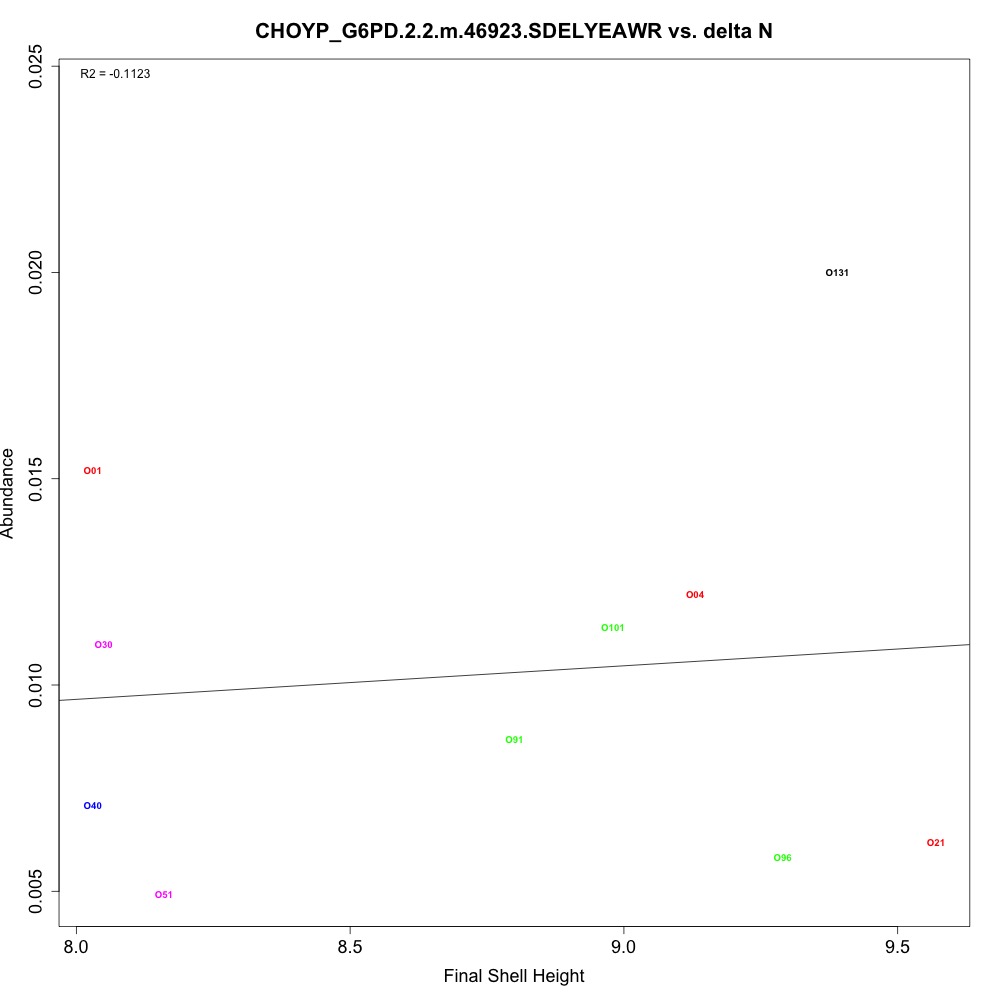 CHOYP_G6PD.2.2.m.46923.SDELYEAWR vs. delta N
R2 = -0.1123
0.025
0.020
0.015
0.010
0.005
Abundance
O131
O01
O04
O101
O30
O91
O40
O21
O96
O51
8.0 8.5 9.0 9.5
Final Shell Height